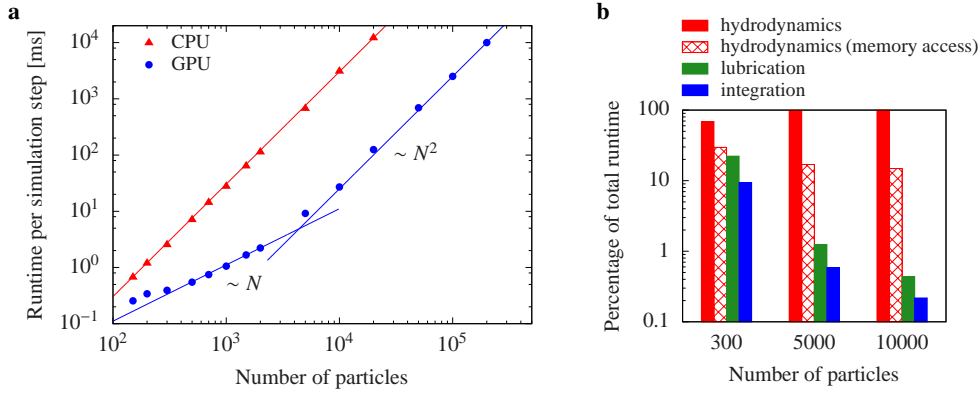 a
Runtime per simulation step [ms]
10^4
10^3
10^2
10^1
10^0
10^-1
CPU
GPU
~ N^2
~ N
10^2 10^3 10^4 10^5
Number of particles
b
hydrodynamics
hydrodynamics (memory access)
lubrication
integration
Percentage of total runtime
100
10
1
0.1
300 5000 10000
Number of particles